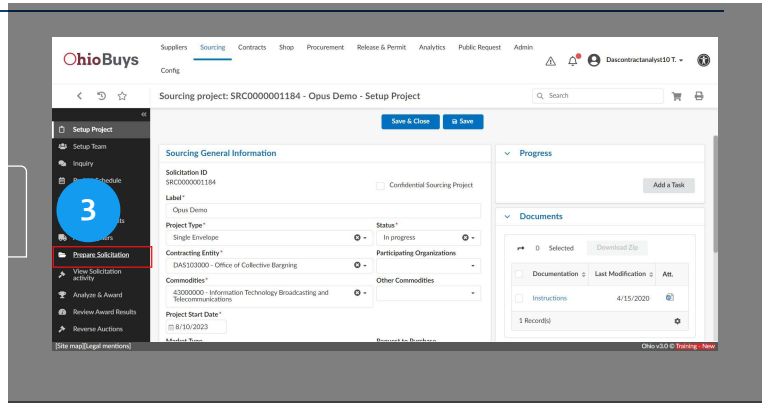 Suppliers Sourcing Contracts Shop Procurement Release & Permit Analytics Public Request Admin
OhioBuys
Dascontractanalyst10 T.
Config
Sourcing project: SRC0000001184 - Opus Demo - Setup Project
Search
Save & Close Save
Setup Project
Setup Team
Inquiry
Schedule
3
Prepare Solicitation
View Solicitation
activity
Analyze & Award
Review Award Results
Reverse Auctions
Sourcing General Information
Solicitation ID
SRC0000001184
Confidential Sourcing Project
Label*
Opus Demo
Project Type* Status*
Single Envelope In progress
Contracting Entity* Participating Organizations
DAS103000 - Office of Collective Bargning
Commodities* Other Commodities
43000000 - Information Technology Broadcasting and
Telecommunications
Project Start Date*
8/10/2023
Progress
Add a Task
Documents
0 Selected Download Zip
Documentation Last Modification Att.
Instructions 4/15/2020
1 Record(s)
[Site map][Legal mentions]
Ohio v3.0 © Training - New